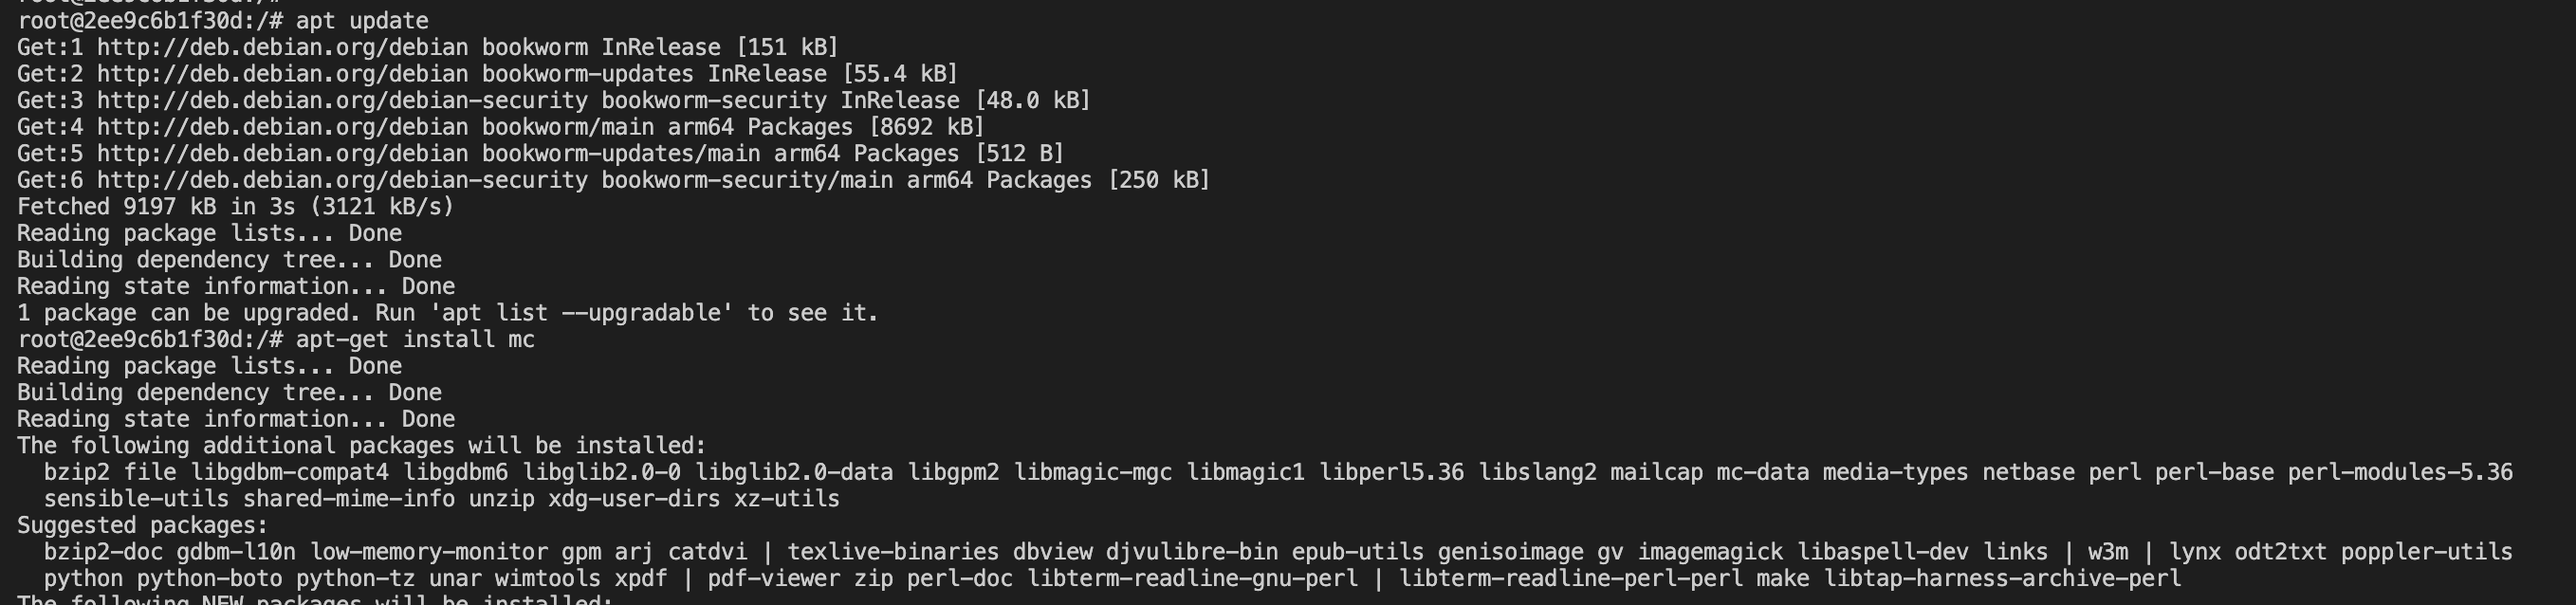 root@2ee9c6b1f30d:/# apt update
Get:1 http://deb.debian.org/debian bookworm InRelease [151 kB]
Get:2 http://deb.debian.org/debian bookworm-updates InRelease [55.4 kB]
Get:3 http://deb.debian.org/debian-security bookworm-security InRelease [48.0 kB]
Get:4 http://deb.debian.org/debian bookworm/main arm64 Packages [8692 kB]
Get:5 http://deb.debian.org/debian bookworm-updates/main arm64 Packages [512 B]
Get:6 http://deb.debian.org/debian-security bookworm-security/main arm64 Packages [250 kB]
Fetched 9197 kB in 3s (3121 kB/s)
Reading package lists... Done
Building dependency tree... Done
Reading state information... Done
1 package can be upgraded. Run 'apt list --upgradable' to see it.
root@2ee9c6b1f30d:/# apt-get install mc
Reading package lists... Done
Building dependency tree... Done
Reading state information... Done
The following additional packages will be installed:
  bzip2 file libgdbm-compat4 libgdbm6 libglib2.0-0 libglib2.0-data libgpm2 libmagic-mgc libmagic1 libperl5.36 libslang2 mailcap mc-data media-types netbase perl perl-base perl-modules-5.36
  sensible-utils shared-mime-info unzip xdg-user-dirs xz-utils
Suggested packages:
  bzip2-doc gdbm-l10n low-memory-monitor gpm arj catdvi | texlive-binaries dbview djvulibre-bin epub-utils genisoimage gv imagemagick libaspell-dev links | w3m | lynx odt2txt poppler-utils
  python python-boto python-tz unar wimtools xpdf | pdf-viewer zip perl-doc libterm-readline-gnu-perl | libterm-readline-perl-perl make libtap-harness-archive-perl
The following NEW packages will be installed: